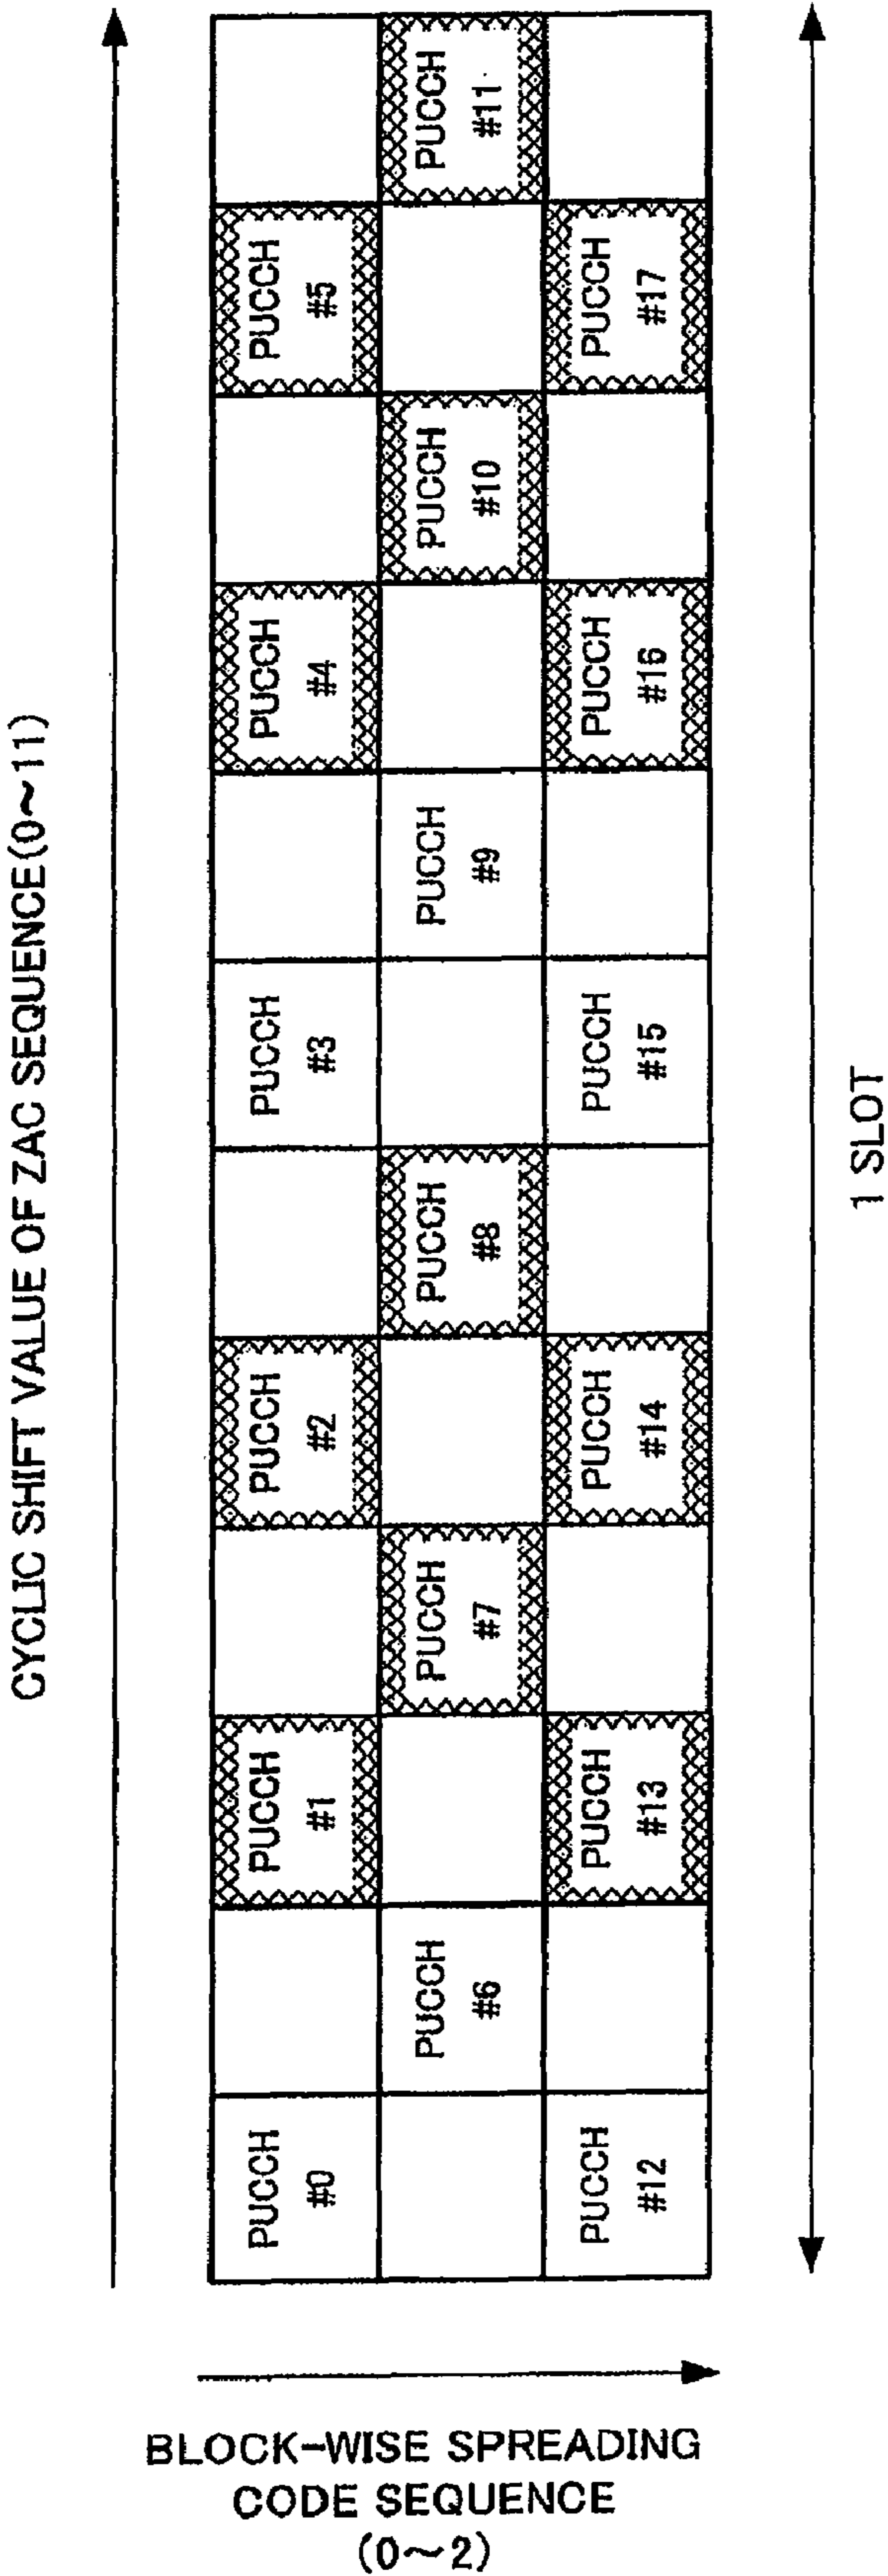 CYCLIC SHIFT VALUE OF ZAC SEQUENCE(0~11)
PUCCH
#0
PUCCH
#1
PUCCH
#2
PUCCH
#3
PUCCH
#4
PUCCH
#5
PUCCH
#6
PUCCH
#7
PUCCH
#8
PUCCH
#9
PUCCH
#10
PUCCH
#11
PUCCH
#12
PUCCH
#13
PUCCH
#14
PUCCH
#15
PUCCH
#16
PUCCH
#17
1 SLOT
BLOCK-WISE SPREADING
CODE SEQUENCE
(0~2)